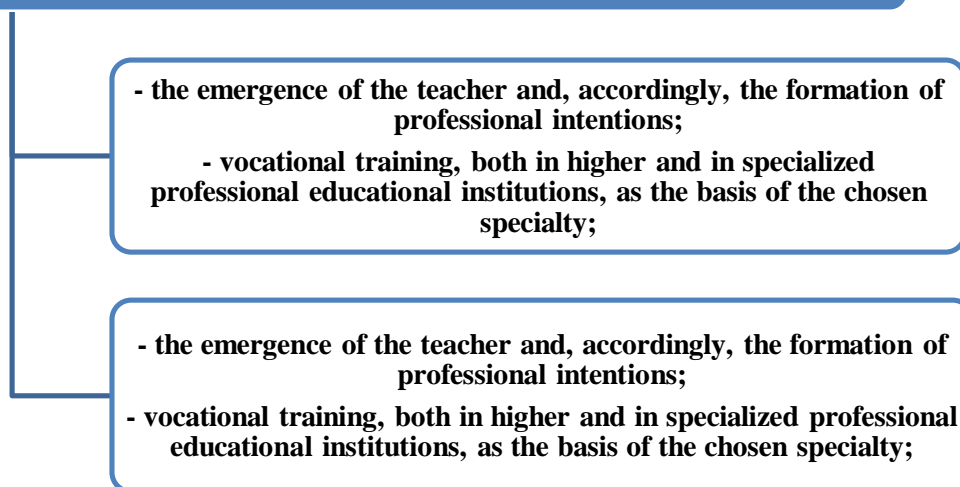 - the emergence of the teacher and, accordingly, the formation of
professional intentions;
- vocational training, both in higher and in specialized
professional educational institutions, as the basis of the chosen
specialty;
- the emergence of the teacher and, accordingly, the formation of
professional intentions;
- vocational training, both in higher and in specialized professional
educational institutions, as the basis of the chosen specialty;